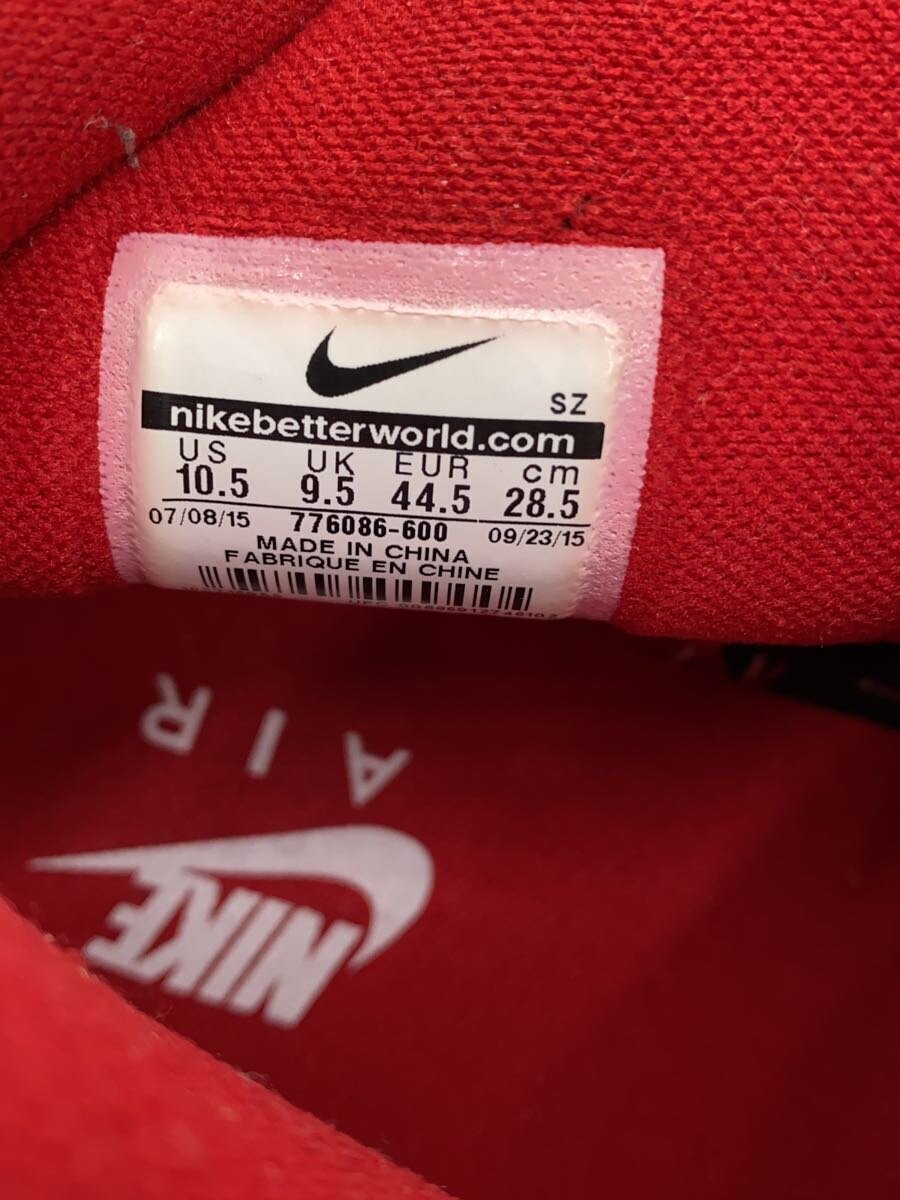 SZ
nikebetterworld.com
US UK EUR cm
10.5 9.5 44.5 28.5
07/08/15 776086-600 09/23/15
MADE IN CHINA
FABRIQUE EN CHINE
UPC
AIR
NIKE